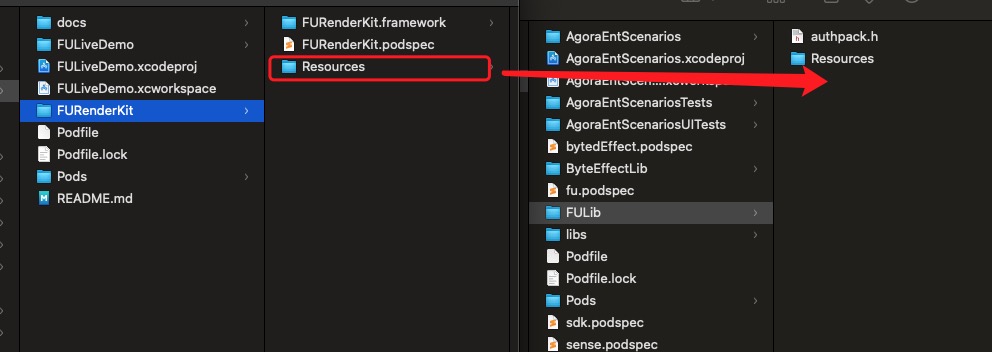 docs
FULiveDemo
FULiveDemo.xcodeproj
FULiveDemo.xcworkspace
FURenderKit
Podfile
Podfile.lock
Pods
README.md
FURenderKit.framework
FURenderKit.podspec
Resources
AgoraEntScenarios
AgoraEntScenarios.xcodeproj
AgoraEntScenariosTests
AgoraEntScenariosUITests
bytedEffect.podspec
ByteEffectLib
fu.podspec
FULib
libs
Podfile
Podfile.lock
Pods
sdk.podspec
sense.podspec
authpack.h
Resources